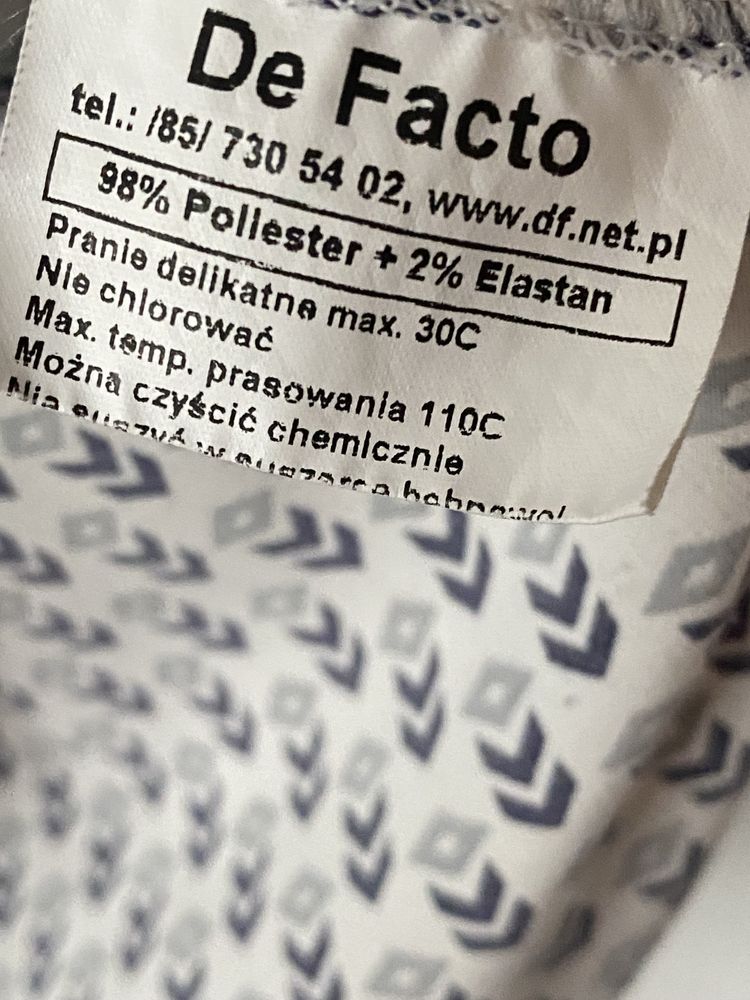 De Facto
tel.: /85/ 730 54 02, www.df.net.pl
98% Poliester + 2% Elastan
Pranie delikatne max. 30C
Nie chlorować
Max. temp. prasowania 110C
Można czyścić chemicznie